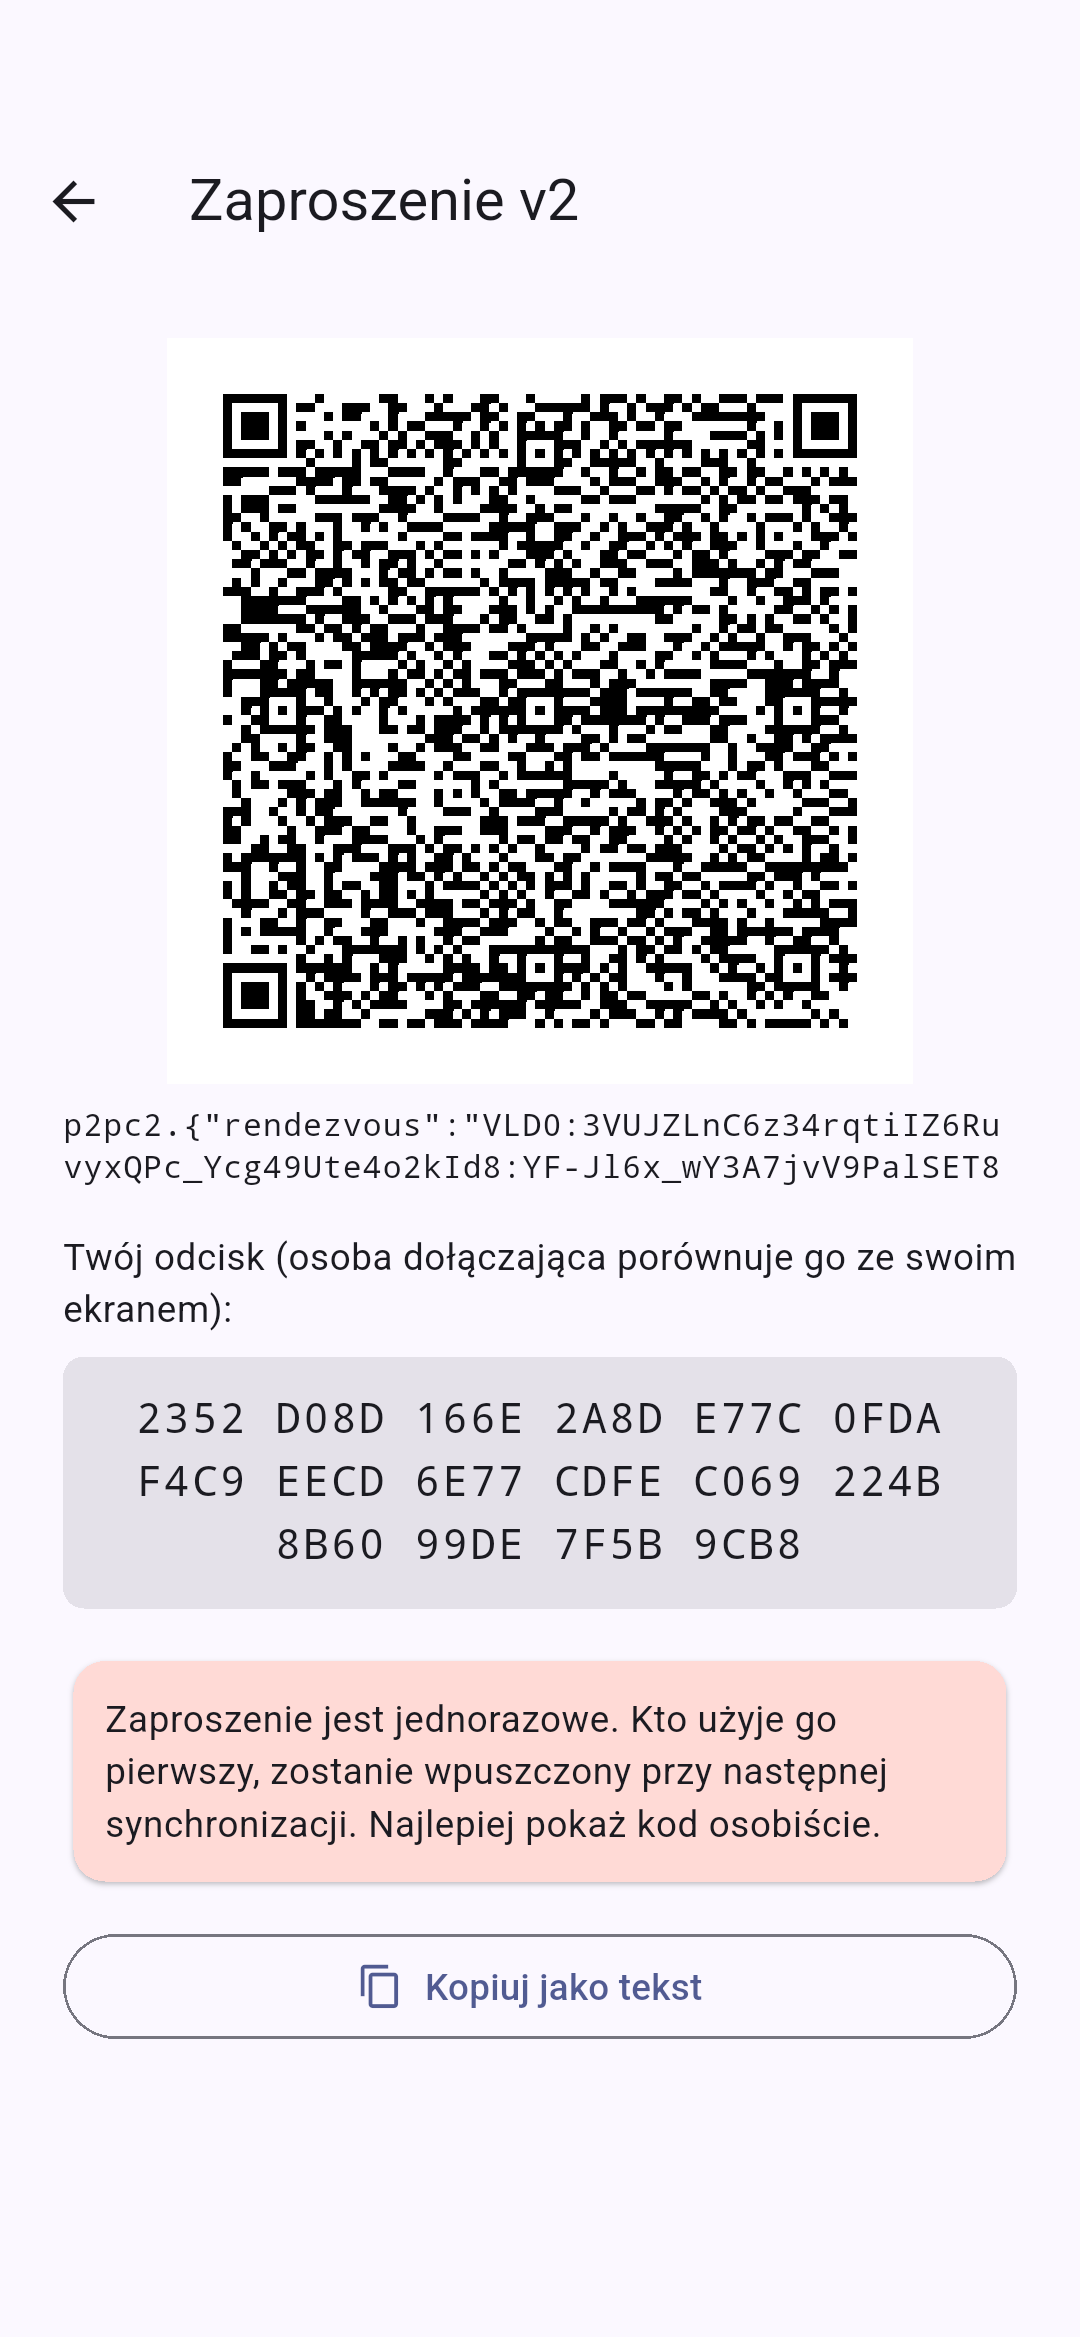 Zaproszenie v2
p2pc2.{"rendezvous":"VLDO:3VUJZLnC6z34rqtiIZ6Ru
vyxQPc_Ycg49Ute4o2kId8:YF-Jl6x_wY3A7jvV9PalSET8
Twój odcisk (osoba dołączająca porównuje go ze swoim
ekranem):
2352 D08D 166E 2A8D E77C 0FDA
F4C9 EECD 6E77 CDFE C069 224B
8B60 99DE 7F5B 9CB8
Zaproszenie jest jednorazowe. Kto użyje go
pierwszy, zostanie wpuszczony przy następnej
synchronizacji. Najlepiej pokaż kod osobiście.
Kopiuj jako tekst